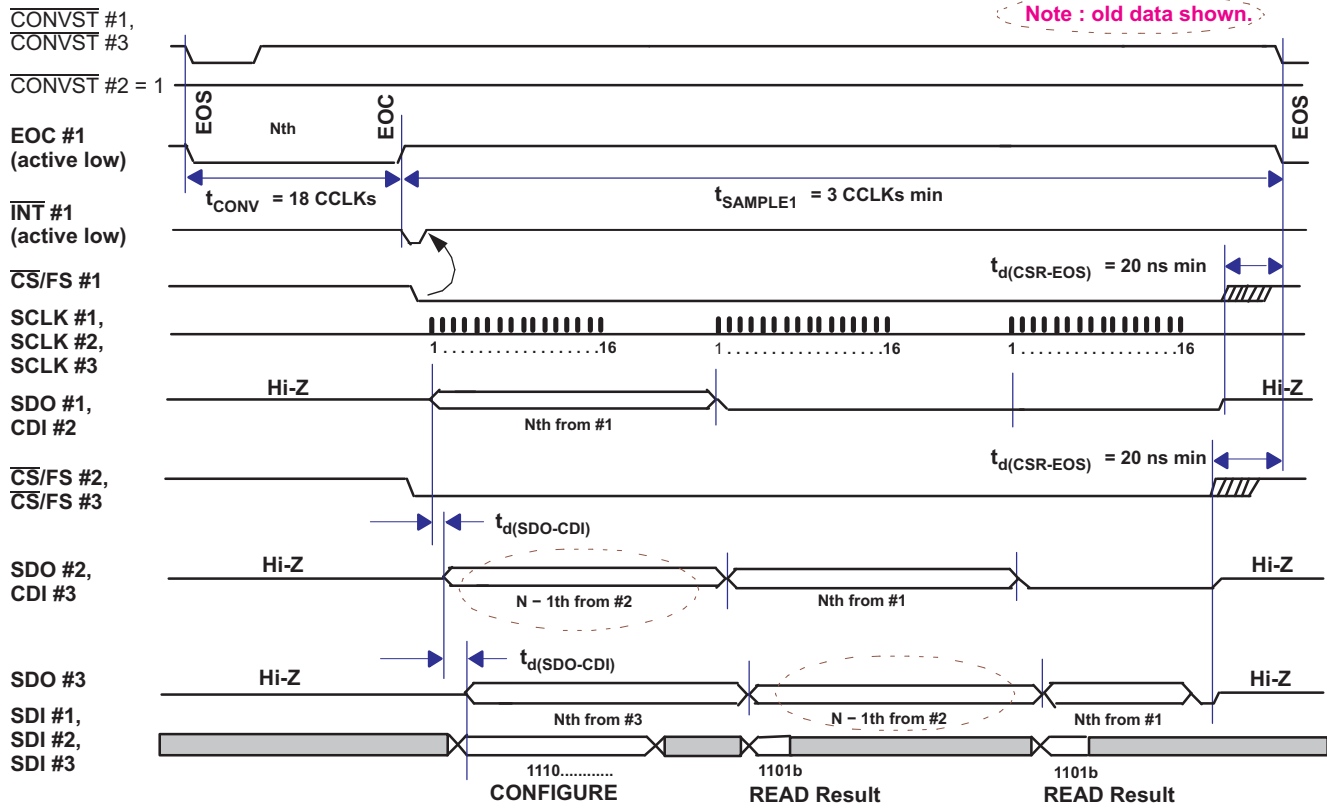 CONVST #1,
CONVST #3
Note : old data shown.
CONVST #2 = 1
EOS
Nth
EOC
EOS
EOC #1
(active low)
tCONV = 18 CCLKs
tSAMPLE1 = 3 CCLKs min
INT #1
(active low)
td(CSR-EOS) = 20 ns min
CS/FS #1
SCLK #1,
SCLK #2,
SCLK #3
1 . . . . . . . . . . . . . . . . . .16
1 . . . . . . . . . . . . . . . . . .16
1 . . . . . . . . . . . . . . . . . .16
Hi-Z
Hi-Z
SDO #1,
CDI #2
Nth from #1
td(CSR-EOS) = 20 ns min
CS/FS #2,
CS/FS #3
td(SDO-CDI)
Hi-Z
Hi-Z
SDO #2,
CDI #3
N − 1th from #2
Nth from #1
td(SDO-CDI)
Hi-Z
Hi-Z
SDO #3
Nth from #3
N − 1th from #2
Nth from #1
SDI #1,
SDI #2,
SDI #3
1110............
CONFIGURE
1101b
READ Result
1101b
READ Result